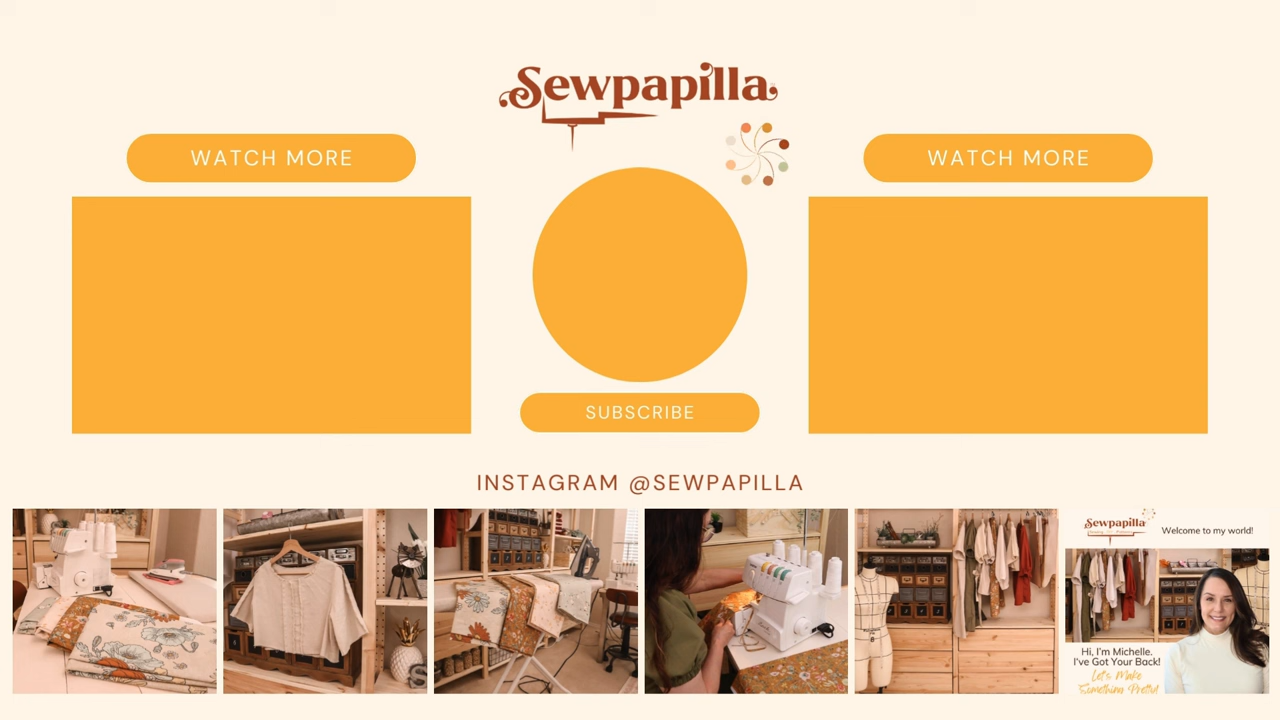 Sewpapilla
WATCH MORE
WATCH MORE
SUBSCRIBE
INSTAGRAM @SEWPAPILLA
Sewpapilla
Welcome to my world!
Hi, I'm Michelle.
I've Got Your Back!
Let's Make
Something Pretty!